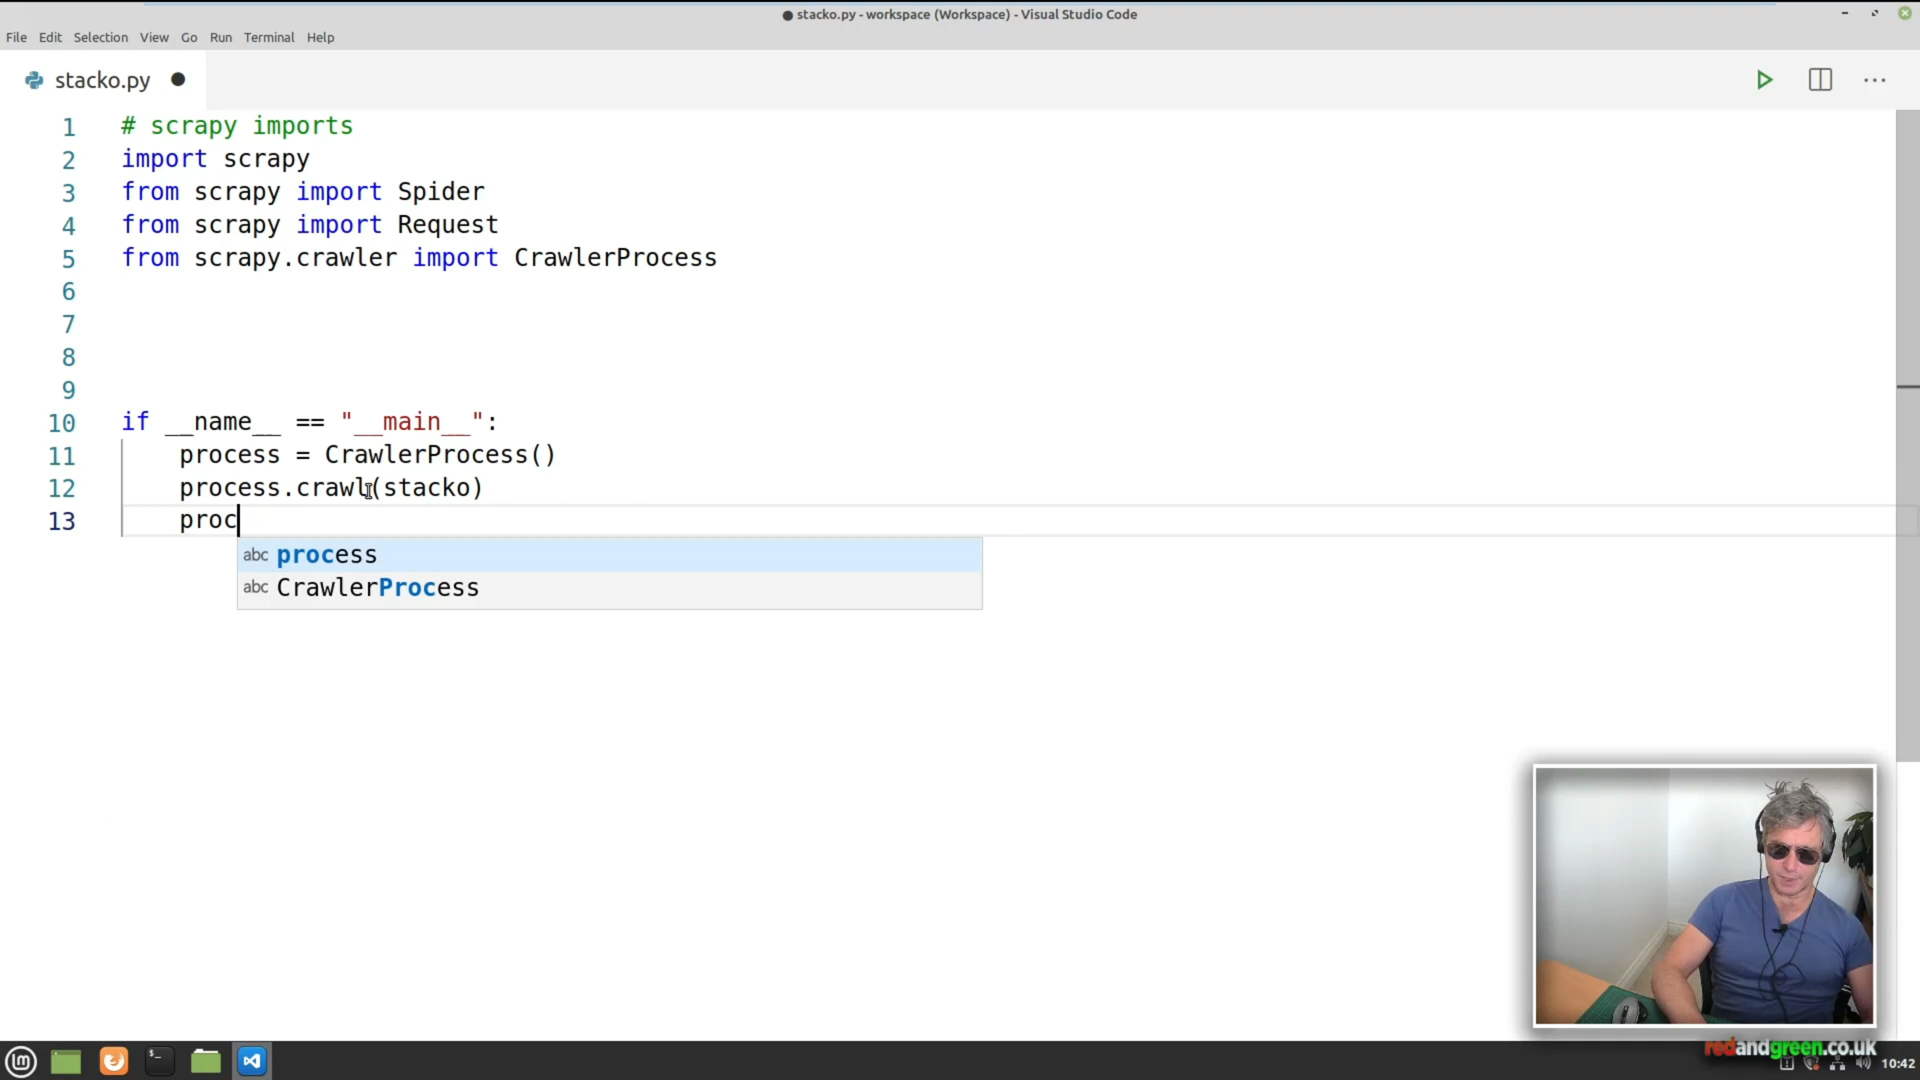 ● stacko.py - workspace (Workspace) - Visual Studio Code
File Edit Selection View Go Run Terminal Help
stacko.py
1 # scrapy imports
2 import scrapy
3 from scrapy import Spider
4 from scrapy import Request
5 from scrapy.crawler import CrawlerProcess
6
7
8
9
10 if __name__ == "__main__":
11 process = CrawlerProcess()
12 process.crawl(stacko)
13 proc
abc process
abc CrawlerProcess
redandgreen.co.uk
10:42